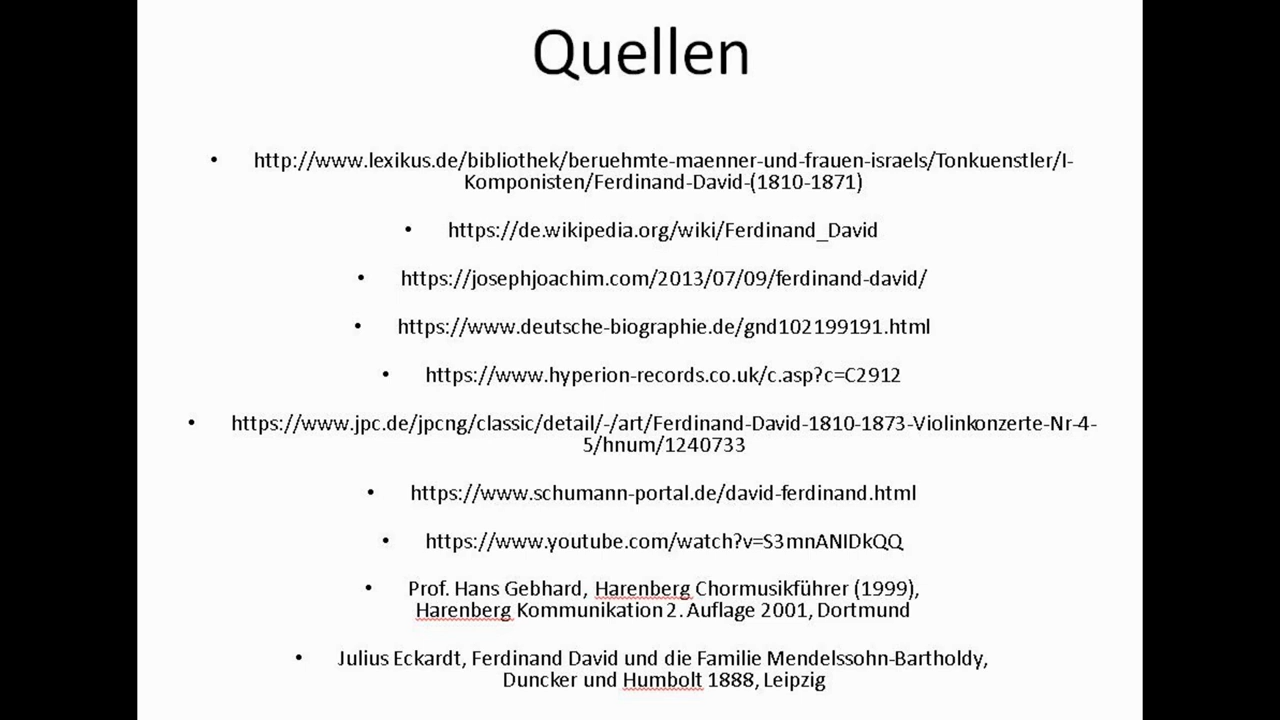 Quellen
• http://www.lexikus.de/bibliothek/beruehmte-maenner-und-frauen-israels/Tonkuenstler/I-
Komponisten/Ferdinand-David-(1810-1871)
• https://de.wikipedia.org/wiki/Ferdinand_David
• https://josephjoachim.com/2013/07/09/ferdinand-david/
• https://www.deutsche-biographie.de/gnd102199191.html
• https://www.hyperion-records.co.uk/c.asp?c=C2912
• https://www.jpc.de/jpcng/classic/detail/-/art/Ferdinand-David-1810-1873-Violinkonzerte-Nr-4-
5/hnum/1240733
• https://www.schumann-portal.de/david-ferdinand.html
• https://www.youtube.com/watch?v=S3mnANIDkQQ
• Prof. Hans Gebhard, Harenberg Chormusikführer (1999),
Harenberg Kommunikation 2. Auflage 2001, Dortmund
• Julius Eckardt, Ferdinand David und die Familie Mendelssohn-Bartholdy,
Duncker und Humbolt 1888, Leipzig